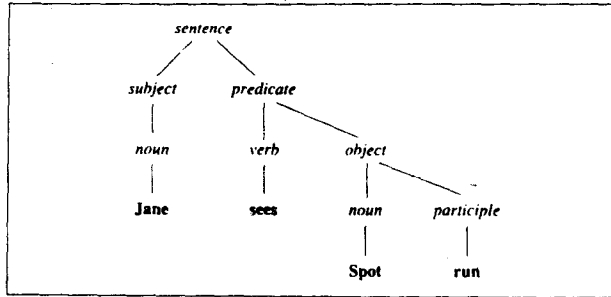 sentence
subject predicate
noun verb object
Jane sees noun participle
Spot run